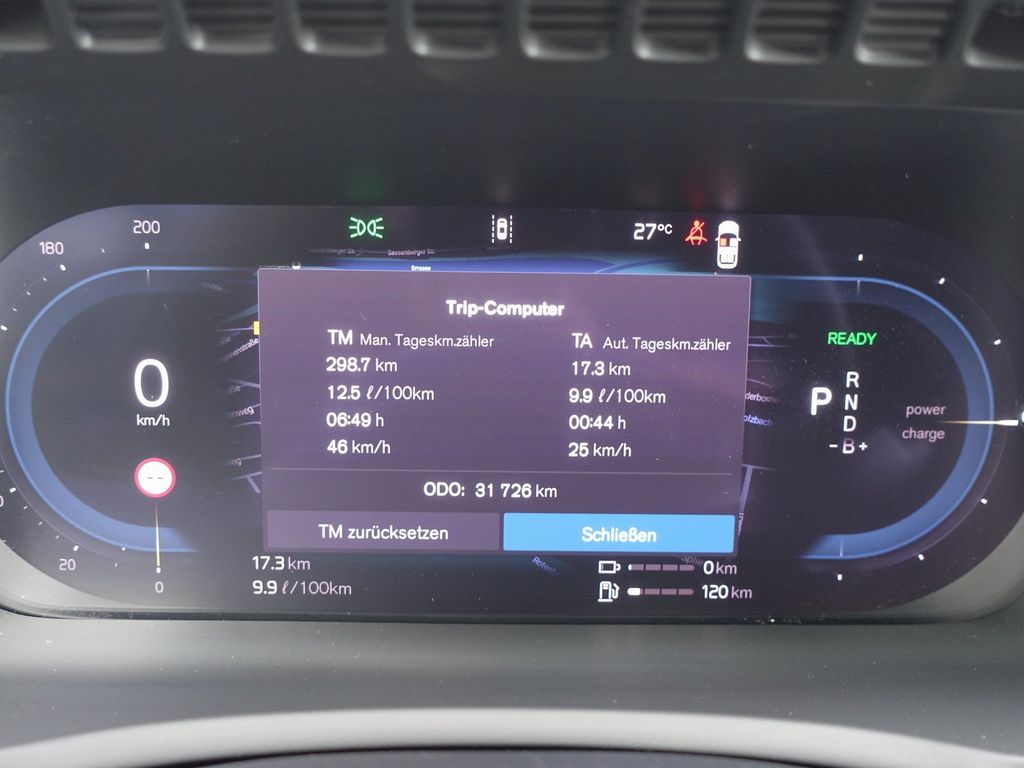 200
180
27°C
Sassenberger Str.
Emssee
Trip-Computer
TM Man. Tageskm.zähler
TA Aut. Tageskm.zähler
298.7 km
17.3 km
12.5 ℓ/100km
9.9 ℓ/100km
06:49 h
00:44 h
46 km/h
25 km/h
ODO: 31 726 km
TM zurücksetzen
Schließen
0
km/h
--
20
0
READY
P
R
N
D
-B+
power
charge
17.3 km
9.9 ℓ/100km
0 km
120 km